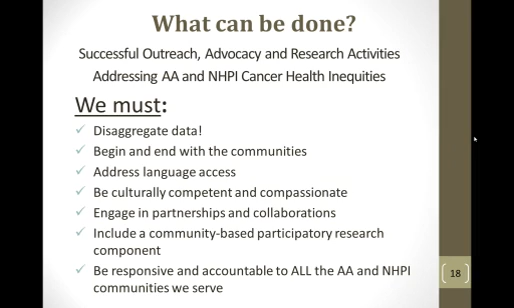 What can be done?
Successful Outreach, Advocacy and Research Activities
Addressing AA and NHPI Cancer Health Inequities
We must:
Disaggregate data!
Begin and end with the communities
Address language access
Be culturally competent and compassionate
Engage in partnerships and collaborations
Include a community-based participatory research
component
Be responsive and accountable to ALL the AA and NHPI
communities we serve
18